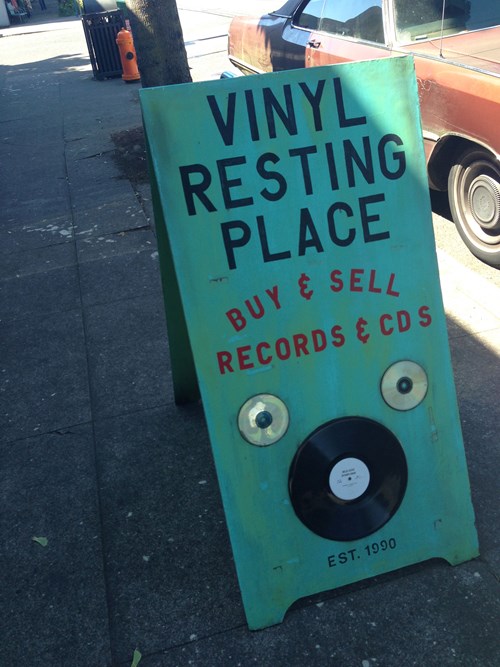 VINYL
RESTING
PLACE
BUY & SELL
RECORDS & CDS
EST. 1990